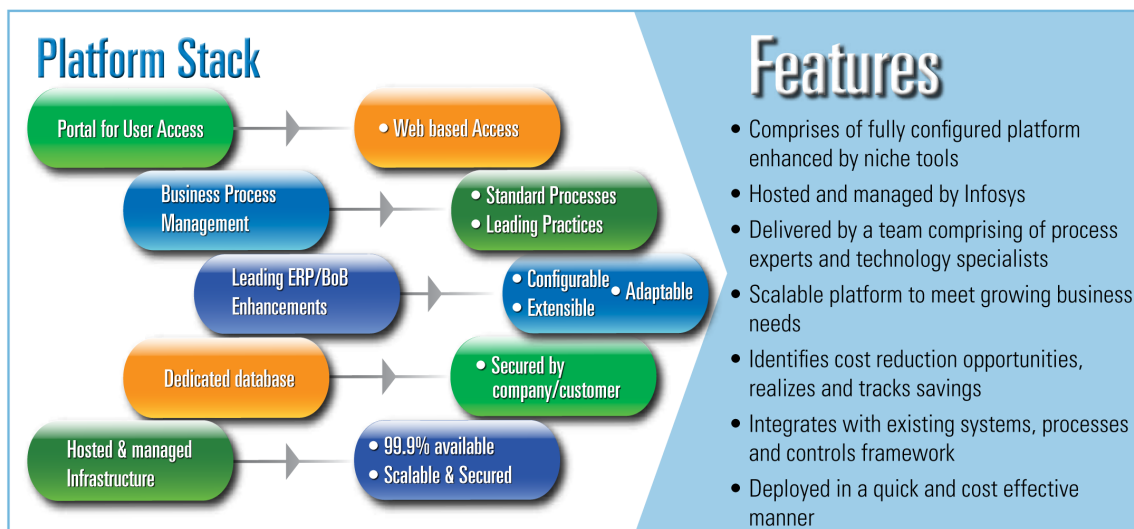 Platform Stack
Portal for User Access
• Web based Access
Business Process
Management
• Standard Processes
• Leading Practices
Leading ERP/BoB
Enhancements
• Configurable
• Adaptable
• Extensible
Dedicated database
• Secured by
company/customer
Hosted & managed
Infrastructure
• 99.9% available
• Scalable & Secured
Features
• Comprises of fully configured platform
enhanced by niche tools
• Hosted and managed by Infosys
• Delivered by a team comprising of process
experts and technology specialists
• Scalable platform to meet growing business
needs
• Identifies cost reduction opportunities,
realizes and tracks savings
• Integrates with existing systems, processes
and controls framework
• Deployed in a quick and cost effective
manner